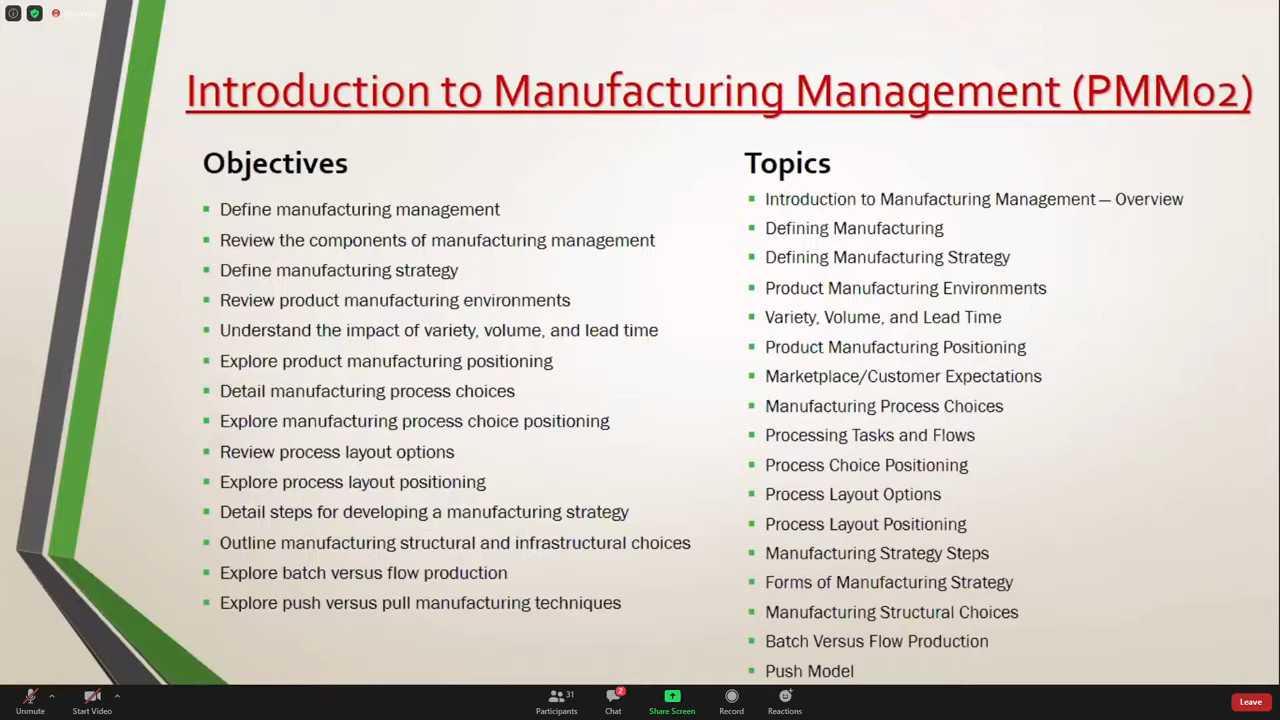 Introduction to Manufacturing Management (PMM02)
Objectives
Define manufacturing management
Review the components of manufacturing management
Define manufacturing strategy
Review product manufacturing environments
Understand the impact of variety, volume, and lead time
Explore product manufacturing positioning
Detail manufacturing process choices
Explore manufacturing process choice positioning
Review process layout options
Explore process layout positioning
Detail steps for developing a manufacturing strategy
Outline manufacturing structural and infrastructural choices
Explore batch versus flow production
Explore push versus pull manufacturing techniques
Topics
Introduction to Manufacturing Management — Overview
Defining Manufacturing
Defining Manufacturing Strategy
Product Manufacturing Environments
Variety, Volume, and Lead Time
Product Manufacturing Positioning
Marketplace/Customer Expectations
Manufacturing Process Choices
Processing Tasks and Flows
Process Choice Positioning
Process Layout Options
Process Layout Positioning
Manufacturing Strategy Steps
Forms of Manufacturing Strategy
Manufacturing Structural Choices
Batch Versus Flow Production
Push Model
Unmute
Start Video
31
Participants
2
Chat
Share Screen
Record
Reactions
Leave